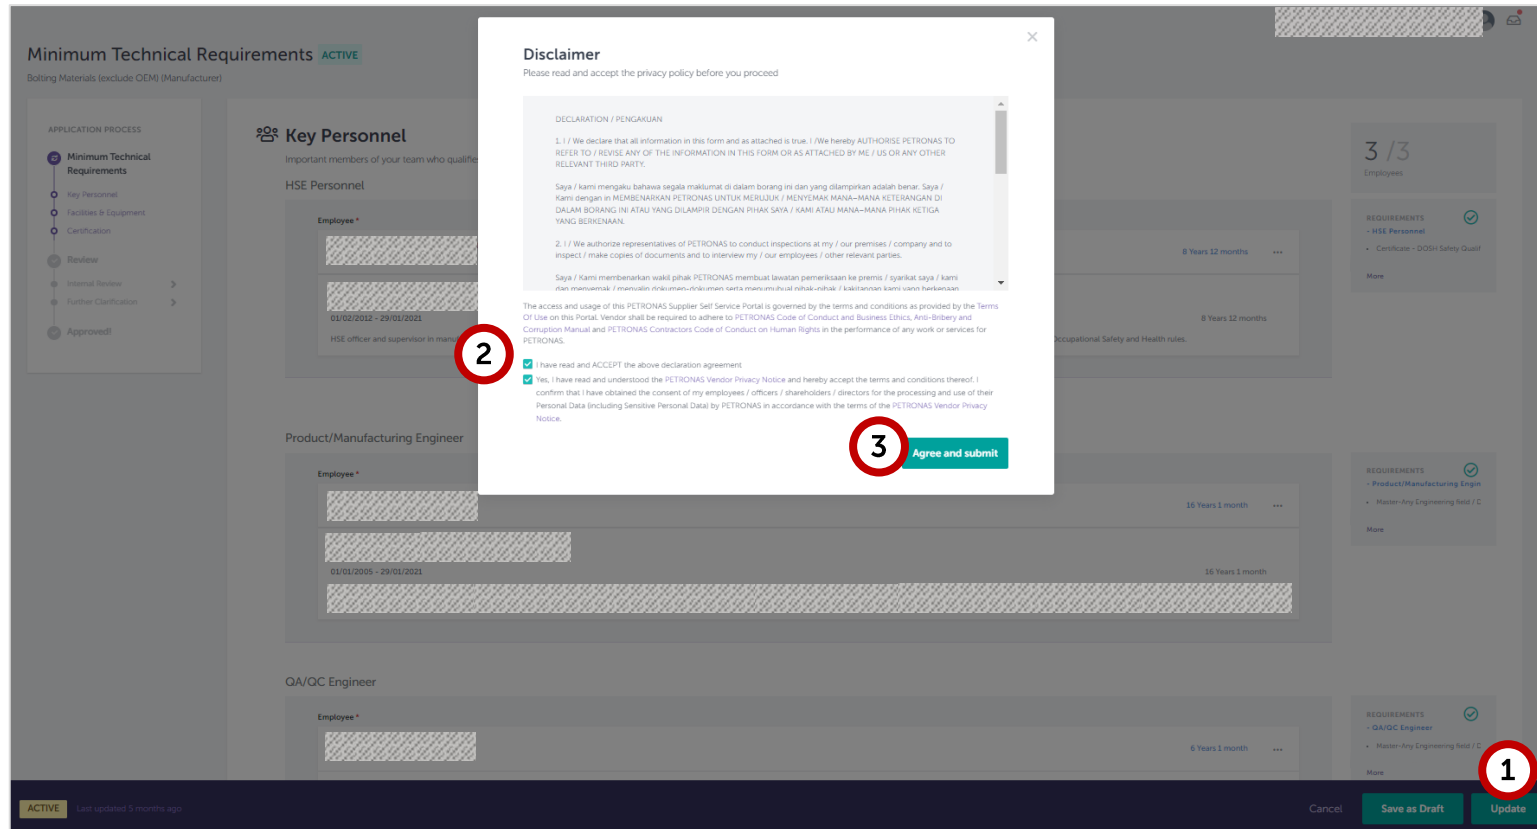 Minimum Technical Requirements ACTIVE
Bolting Materials (exclude OEM) (Manufacturer)
APPLICATION PROCESS
Minimum Technical
Requirements
Key Personnel
Facilities & Equipment
Certification
Review
Internal Review
Further Clarification
Approved!
Key Personnel
Important members of your team who qualifie
HSE Personnel
Employee *
8 Years 12 months
01/02/2012 - 29/01/2021
8 Years 12 months
HSE officer and supervisor in manuf
Occupational Safety and Health rules.
Product/Manufacturing Engineer
Employee *
16 Years 1 month
01/01/2005 - 29/01/2021
16 Years 1 month
QA/QC Engineer
Employee *
6 Years 1 month
3 /3
Employees
REQUIREMENTS
- HSE Personnel
• Certificate - DOSH Safety Qualif
More
REQUIREMENTS
- Product/Manufacturing Engin
• Master-Any Engineering field / D
More
REQUIREMENTS
- QA/QC Engineer
• Master-Any Engineering field / D
More
Disclaimer
Please read and accept the privacy policy before you proceed
DECLARATION / PENGAKUAN
1. I / We declare that all information in this form and as attached is true. I /We hereby AUTHORISE PETRONAS TO
REFER TO / REVISE ANY OF THE INFORMATION IN THIS FORM OR AS ATTACHED BY ME / US OR ANY OTHER
RELEVANT THIRD PARTY.
Saya / kami mengaku bahawa segala maklumat di dalam borang ini dan yang dilampirkan adalah benar. Saya /
Kami dengan in MEMBENARKAN PETRONAS UNTUK MERUJUK / MENYEMAK MANA–MANA KETERANGAN DI
DALAM BORANG INI ATAU YANG DILAMPIR DENGAN PIHAK SAYA / KAMI ATAU MANA–MANA PIHAK KETIGA
YANG BERKENAAN.
2. I / We authorize representatives of PETRONAS to conduct inspections at my / our premises / company and to
inspect / make copies of documents and to interview my / our employees / other relevant parties.
Saya / Kami membenarkan wakil pihak PETRONAS membuat lawatan pemeriksaan ke premis / syarikat saya / kami
dan menyemak / menyalin dokumen-dokumen serta menumubual pihak-pihak / kakitangan kami yang berkenaan
The access and usage of this PETRONAS Supplier Self Service Portal is governed by the terms and conditions as provided by the Terms
Of Use on this Portal. Vendor shall be required to adhere to PETRONAS Code of Conduct and Business Ethics, Anti-Bribery and
Corruption Manual and PETRONAS Contractors Code of Conduct on Human Rights in the performance of any work or services for
PETRONAS.
2
I have read and ACCEPT the above declaration agreement
Yes, I have read and understood the PETRONAS Vendor Privacy Notice and hereby accept the terms and conditions thereof. I
confirm that I have obtained the consent of my employees / officers / shareholders / directors for the processing and use of their
Personal Data (including Sensitive Personal Data) by PETRONAS in accordance with the terms of the PETRONAS Vendor Privacy
Notice.
3
Agree and submit
1
ACTIVE Last updated 5 months ago
Cancel
Save as Draft
Update